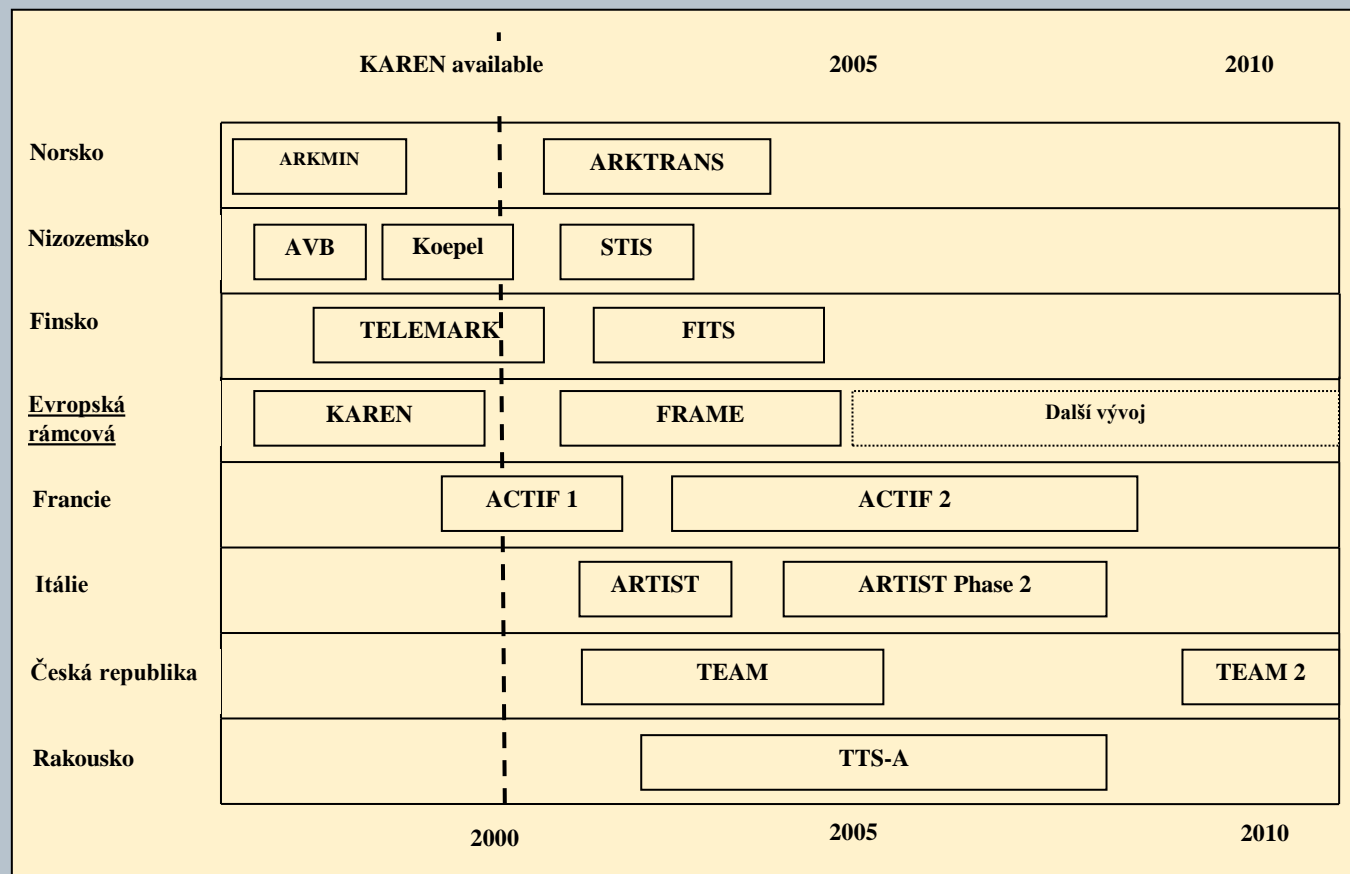 KAREN available 2005 2010
Norsko ARKMIN ARKTRANS
Nizozemsko AVB Koepel STIS
Finsko TELEMARK FITS
Evropská
rámcová KAREN FRAME Další vývoj
Francie ACTIF 1 ACTIF 2
Itálie ARTIST ARTIST Phase 2
Česká republika TEAM TEAM 2
Rakousko TTS-A
2000 2005 2010